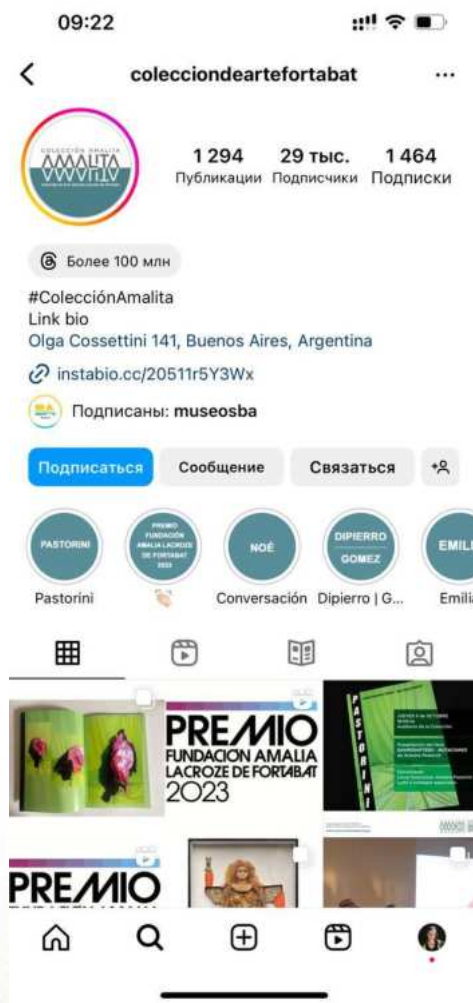 09:22
colecciondeartefortabat
COLECCIÓN AMALITA
AMALITA
1 294 29 тыс. 1 464
Публикации Подписчики Подписки
Более 100 млн
#ColecciónAmalita
Link bio
Olga Cossettini 141, Buenos Aires, Argentina
instabio.cc/20511r5Y3Wx
BA
Подписаны: museosba
Подписаться Сообщение Связаться
PASTORINI
PREMIO
FUNDACIÓN
AMALIA LACROZE
DE FORTABAT
2023
NOÉ
DIPIERRO
GOMEZ
EMILI
Pastorini Conversación Dipierro | G... Emilia
PREMIO
FUNDACIÓN AMALIA
LACROZE DE FORTABAT
2023
PASTORINI
PREMIO